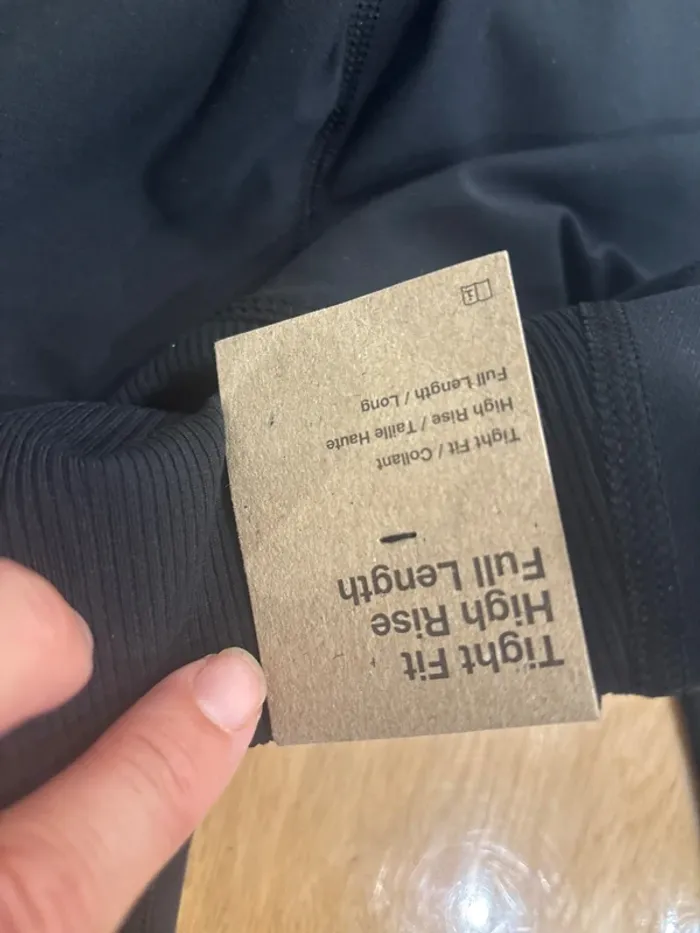 Tight Fit
High Rise
Full Length
Tight Fit / Collant
High Rise / Taille Haute
Full Length / Long